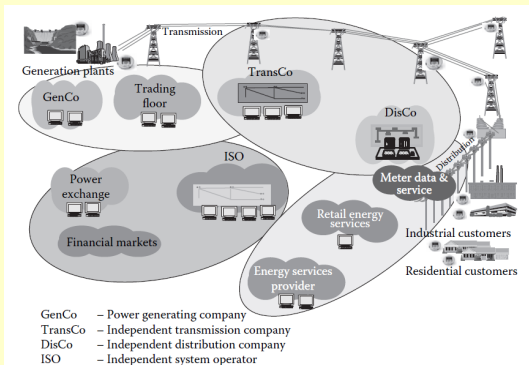 Transmission
Generation plants
GenCo
Trading
floor
TransCo
DisCo
Distribution
Meter data &
service
Power
exchange
ISO
Financial markets
Retail energy
services
Industrial customers
Residential customers
Energy services
provider
GenCo – Power generating company
TransCo – Independent transmission company
DisCo – Independent distribution company
ISO – Independent system operator